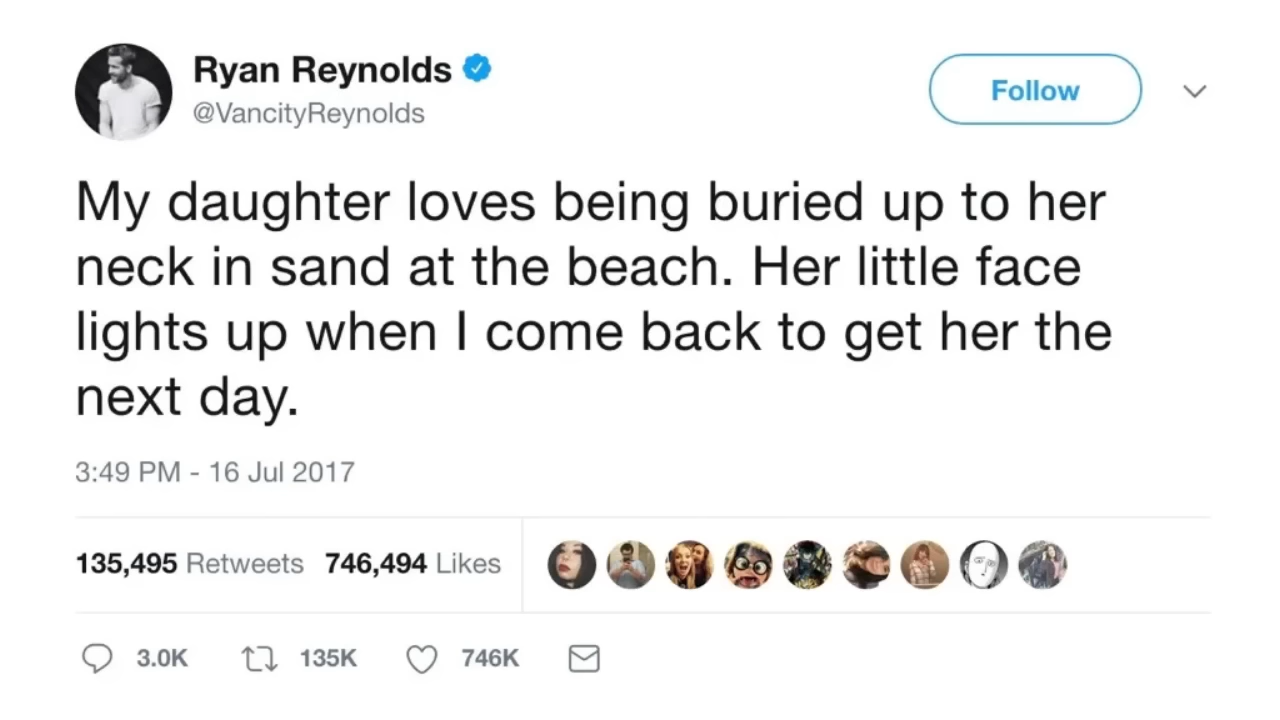 Ryan Reynolds
@VancityReynolds
Follow
My daughter loves being buried up to her
neck in sand at the beach. Her little face
lights up when I come back to get her the
next day.
3:49 PM - 16 Jul 2017
135,495 Retweets 746,494 Likes
3.0K 135K 746K